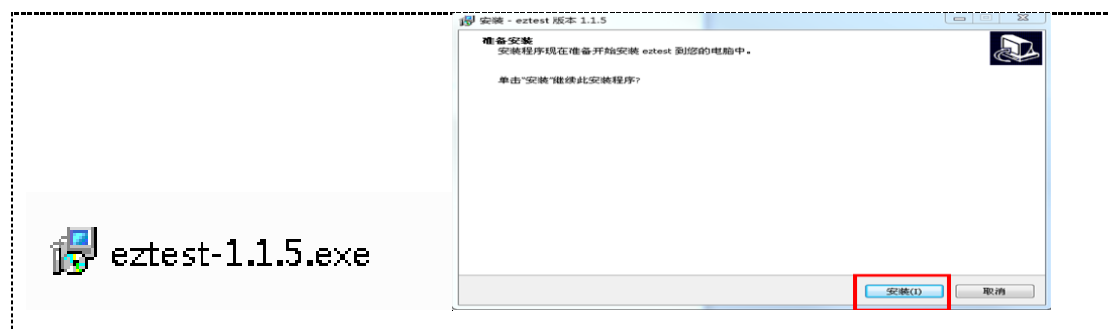 安装 - eztest 版本 1.1.5
准备安装
安装程序现在准备开始安装 eztest 到您的电脑中。
单击"安装"继续此安装程序?
eztest-1.1.5.exe
安装(I)
取消